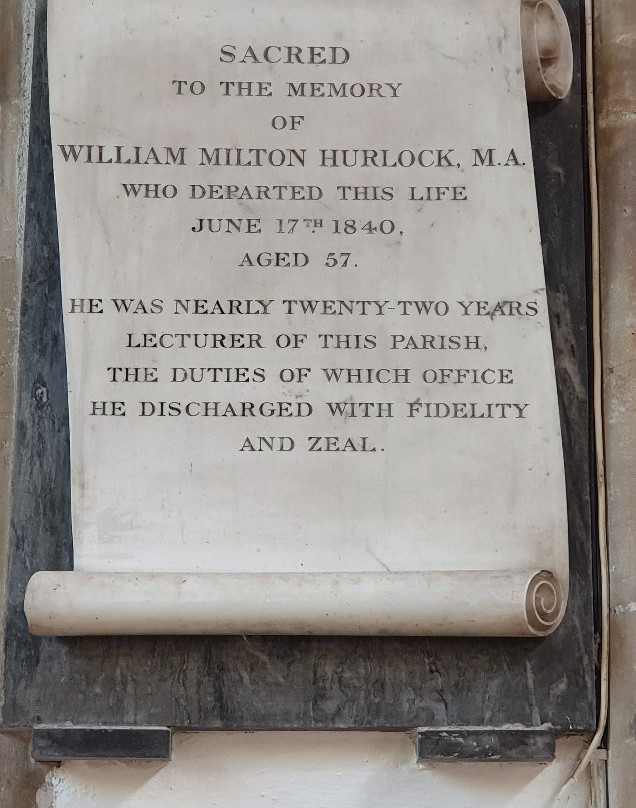 SACRED
TO THE MEMORY
OF
WILLIAM MILTON HURLOCK, M.A.
WHO DEPARTED THIS LIFE
JUNE 17TH 1840,
AGED 57.
HE WAS NEARLY TWENTY-TWO YEARS
LECTURER OF THIS PARISH,
THE DUTIES OF WHICH OFFICE
HE DISCHARGED WITH FIDELITY
AND ZEAL.